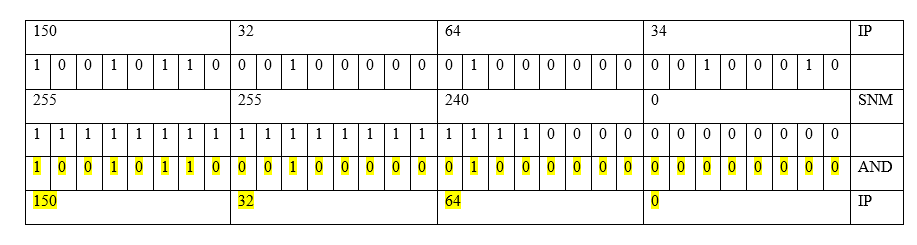 150 32 64 34 IP
1 0 0 1 0 1 1 0 0 0 1 0 0 0 0 0 0 1 0 0 0 0 0 0 0 0 1 0 0 0 1 0
255 255 240 0 SNM
1 1 1 1 1 1 1 1 1 1 1 1 1 1 1 1 1 1 1 1 0 0 0 0 0 0 0 0 0 0 0 0
1 0 0 1 0 1 1 0 0 0 1 0 0 0 0 0 0 1 0 0 0 0 0 0 0 0 0 0 0 0 0 0 AND
150 32 64 0 IP